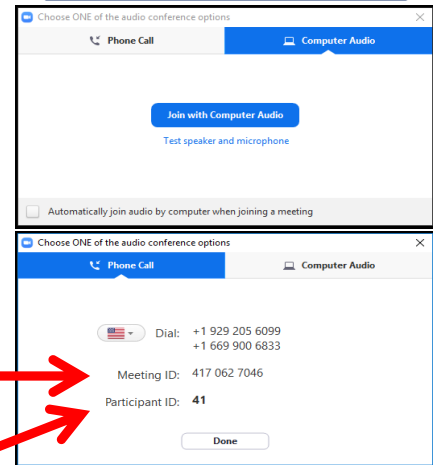 Choose ONE of the audio conference options
Phone Call
Computer Audio
Join with Computer Audio
Test speaker and microphone
Automatically join audio by computer when joining a meeting
Choose ONE of the audio conference options
Phone Call
Computer Audio
Dial: +1 929 205 6099
+1 669 900 6833
Meeting ID: 417 062 7046
Participant ID: 41
Done